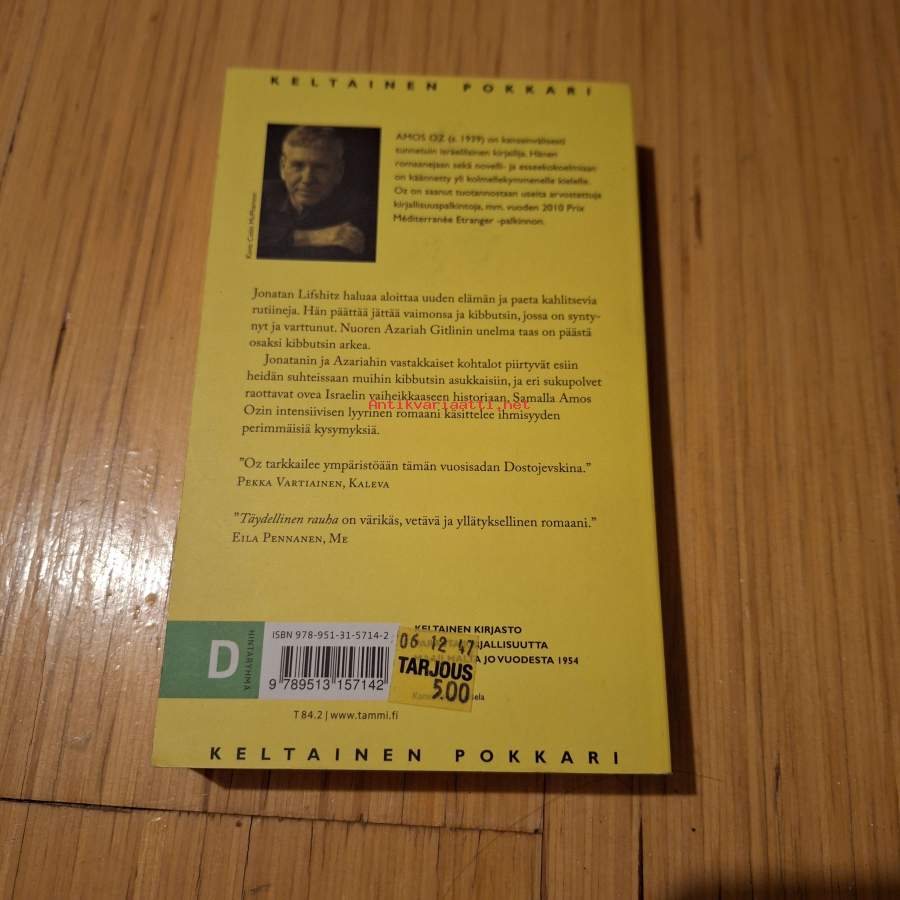 KELTAINEN POKKARI
AMOS OZ (s. 1939) on kansainvälisesti
tunnetuin israelilainen kirjailija. Hänen
romaanejaan sekä novelli- ja esseekokoelmiaan
on käännetty yli kolmellekymmenelle kielelle.
Oz on saanut tuotannostaan useita arvostettuja
kirjallisuuspalkintoja, mm. vuoden 2010 Prix
Méditerranée Etranger -palkinnon.
Jonatan Lifshitz haluaa aloittaa uuden elämän ja paeta kahlitsevia
rutiineja. Hän päättää jättää vaimonsa ja kibbutsin, jossa on synty-
nyt ja varttunut. Nuoren Azariah Gitlinin unelma taas on päästä
osaksi kibbutsin arkea.
Jonatanin ja Azariahin vastakkaiset kohtalot piirtyvät esiin
heidän suhteissaan muihin kibbutsin asukkaisiin, ja eri sukupolvet
raottavat ovea Israelin vaiheikkaaseen historiaan. Samalla Amos
Antikvariaatti.net
Ozin intensiivisen lyyrinen romaani käsittelee ihmisyyden
perimmäisiä kysymyksiä.
"Oz tarkkailee ympäristöään tämän vuosisadan Dostojevskina."
PEKKA VARTIAINEN, KALEVA
"Täydellinen rauha on värikäs, vetävä ja yllätyksellinen romaani."
EILA PENNANEN, ME
D
HINTARYHMÄ
ISBN 978-951-31-5714-2
9 789513 157142
T 84.2 | www.tammi.fi
KELTAINEN KIRJASTO
JALLISUUTTA
JO VUODESTA 1954
06 12 47
TARJOUS
5.00
KELTAINEN POKKARI